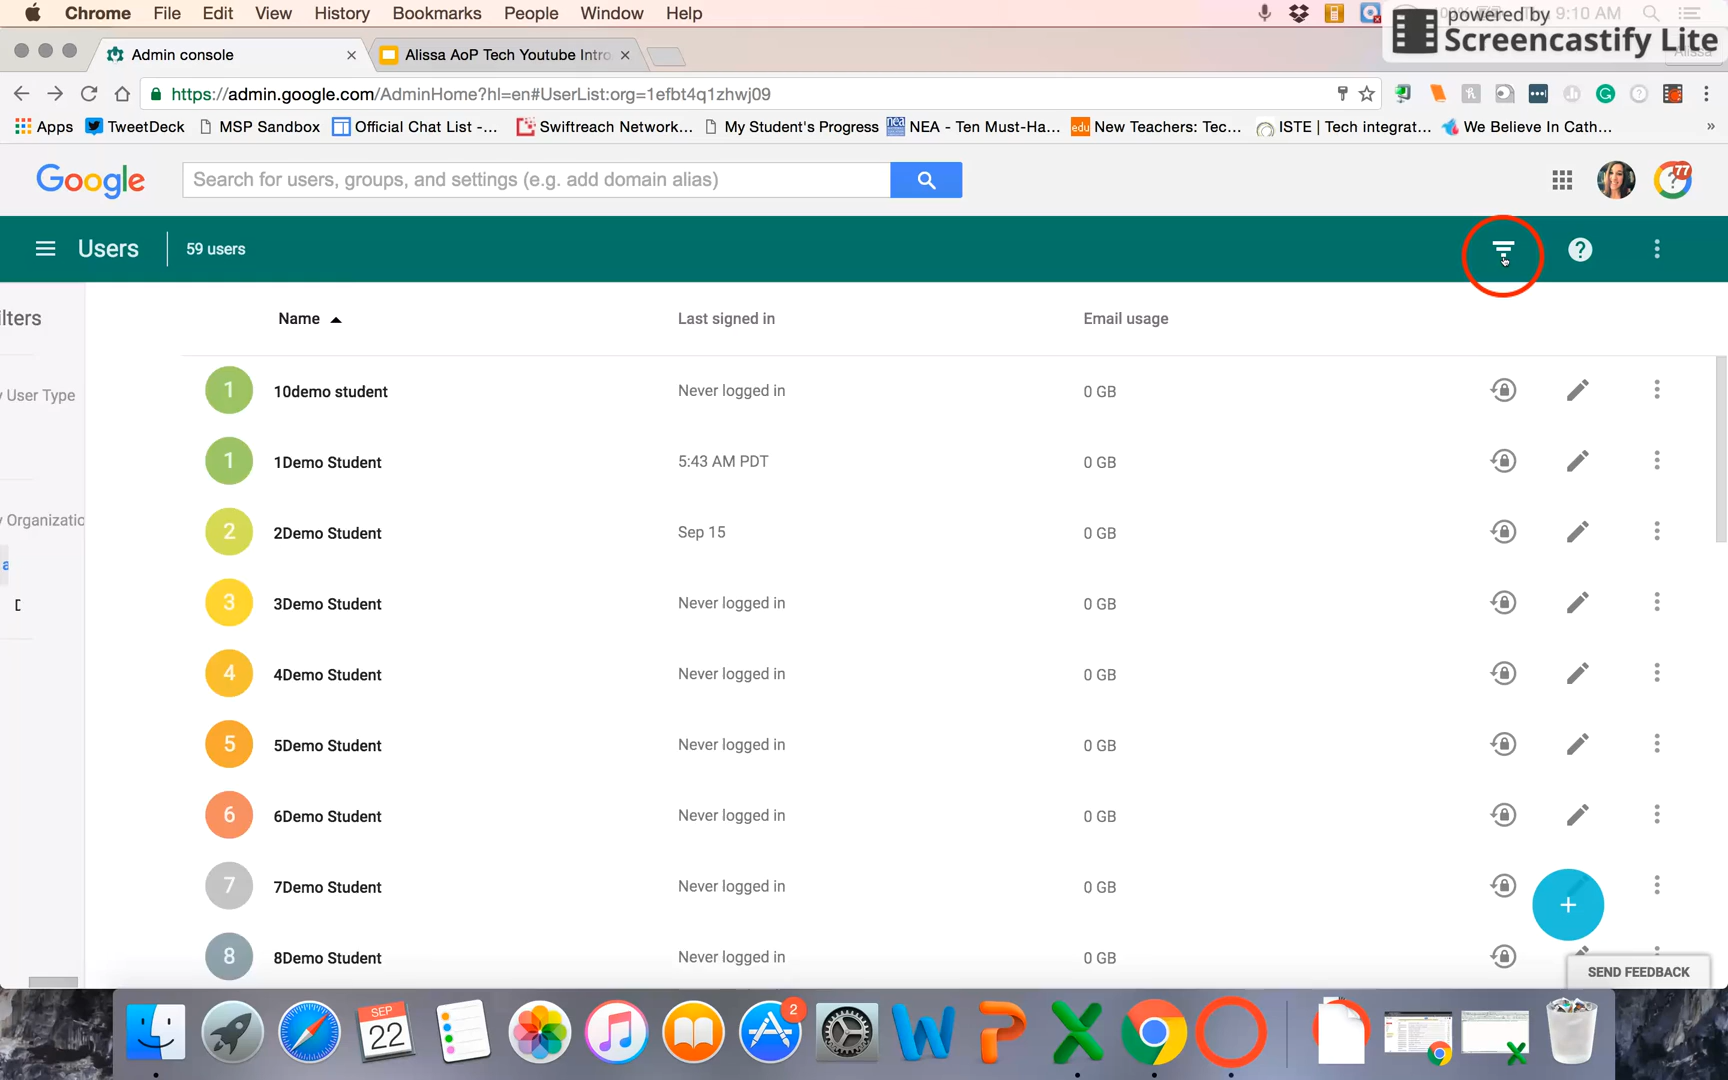 Chrome File Edit View History Bookmarks People Window Help 9:10 AM
powered by
Screencastify Lite
Admin console Alissa AoP Tech Youtube Intro
https://admin.google.com/AdminHome?hl=en#UserList:org=1efbt4q1zhwj09
Apps TweetDeck MSP Sandbox Official Chat List -... Swiftreach Network... My Student's Progress NEA - Ten Must-Ha... New Teachers: Tec... ISTE | Tech integrat... We Believe In Cath... »
Google Search for users, groups, and settings (e.g. add domain alias) 77
Users 59 users
ilters
Name Last signed in Email usage
1 10demo student Never logged in 0 GB
y User Type
1 1Demo Student 5:43 AM PDT 0 GB
2 2Demo Student Sep 15 0 GB
y Organizatio
3 3Demo Student Never logged in 0 GB
4 4Demo Student Never logged in 0 GB
5 5Demo Student Never logged in 0 GB
6 6Demo Student Never logged in 0 GB
7 7Demo Student Never logged in 0 GB
8 8Demo Student Never logged in 0 GB
SEND FEEDBACK
SEP
22
2